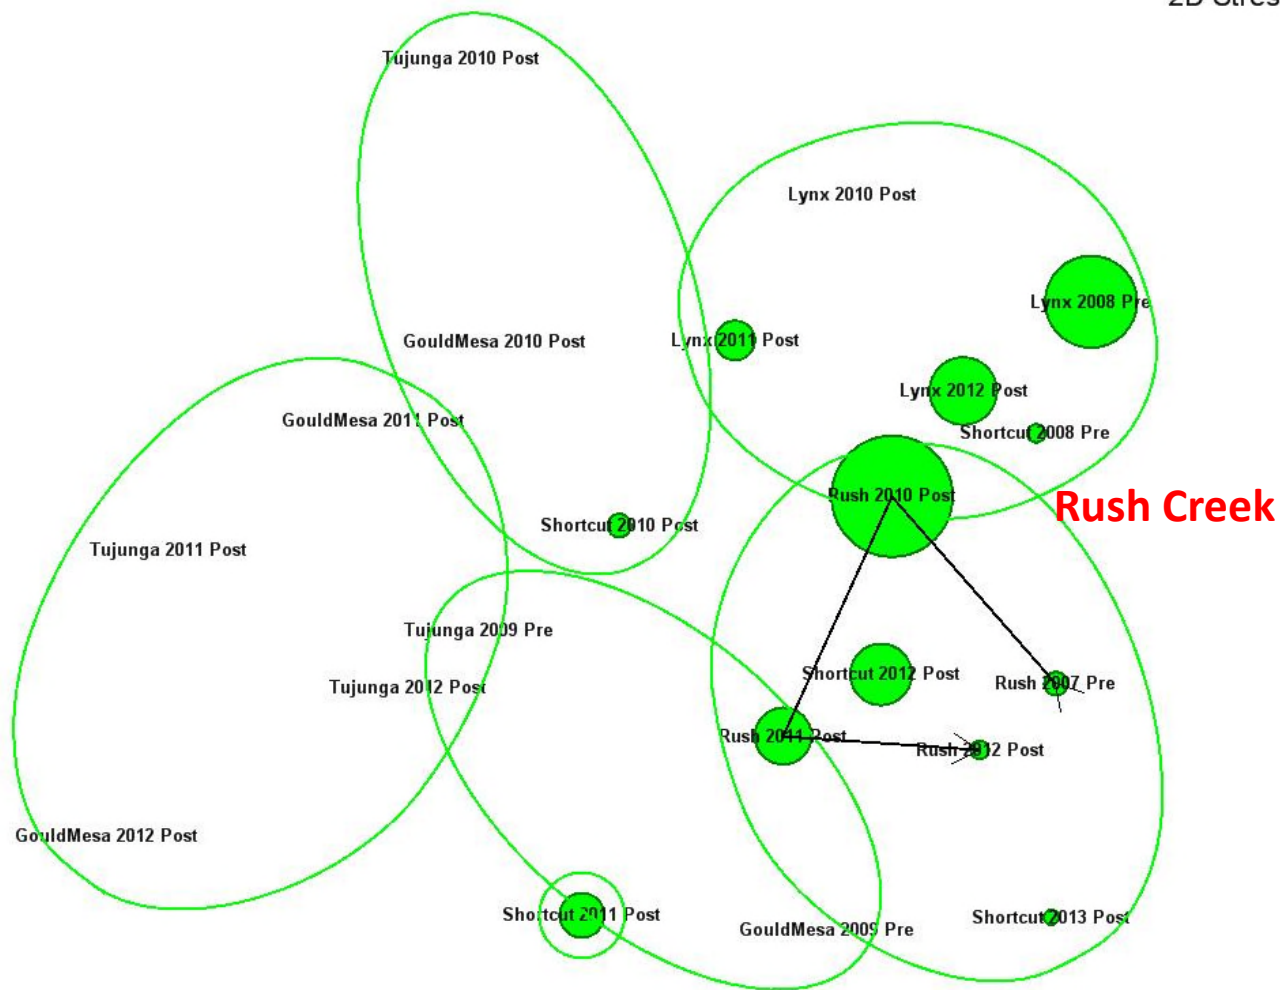 2D Stres
Tujunga 2010 Post
Lynx 2010 Post
Lynx 2008 Pre
GouldMesa 2010 Post
Lynx 2011 Post
Lynx 2012 Post
GouldMesa 2011 Post
Shortcut 2008 Pre
Rush 2010 Post
Rush Creek
Shortcut 2010 Post
Tujunga 2011 Post
Tujunga 2009 Pre
Shortcut 2012 Post
Rush 2007 Pre
Tujunga 2012 Post
Rush 2011 Post
Rush 2012 Post
GouldMesa 2012 Post
Shortcut 2011 Post
Shortcut 2013 Post
GouldMesa 2009 Pre